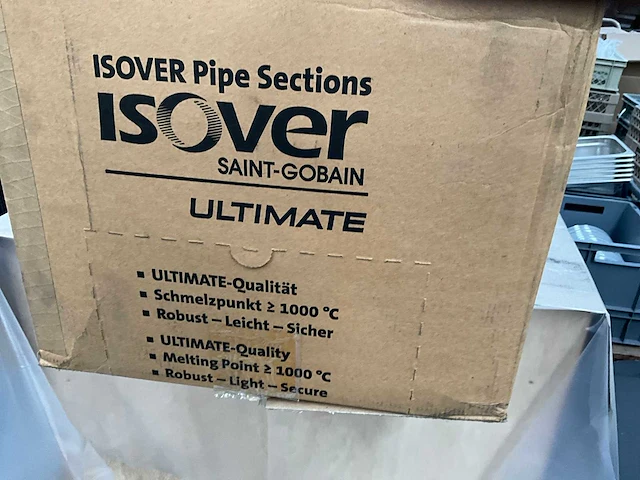 ISOVER Pipe Sections
ISOver
SAINT-GOBAIN
ULTIMATE
▪ ULTIMATE-Qualität
▪ Schmelzpunkt ≥ 1000 °C
▪ Robust – Leicht – Sicher
▪ ULTIMATE-Quality
▪ Melting Point ≥ 1000 °C
▪ Robust – Light – Secure